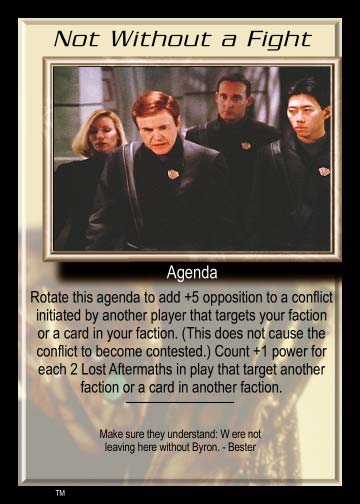 Not Without a Fight
Agenda
Rotate this agenda to add +5 opposition to a conflict
initiated by another player that targets your faction
or a card in your faction. (This does not cause the
conflict to become contested.) Count +1 power for
each 2 Lost Aftermaths in play that target another
faction or a card in another faction.
Make sure they understand: W ere not
leaving here without Byron. - Bester
TM